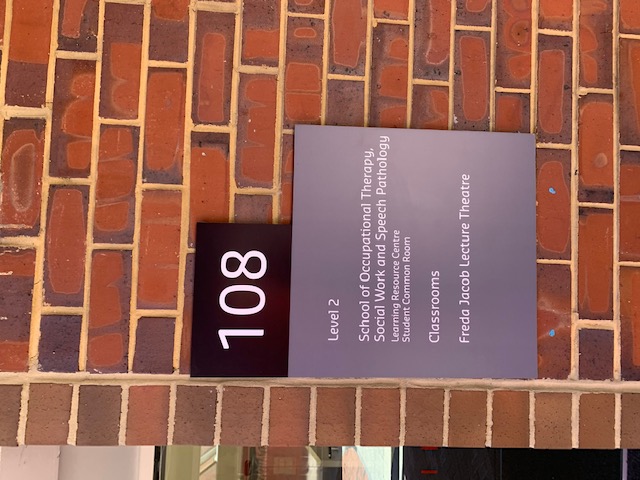 108
Level 2
School of Occupational Therapy,
Social Work and Speech Pathology
Learning Resource Centre
Student Common Room
Classrooms
Freda Jacob Lecture Theatre